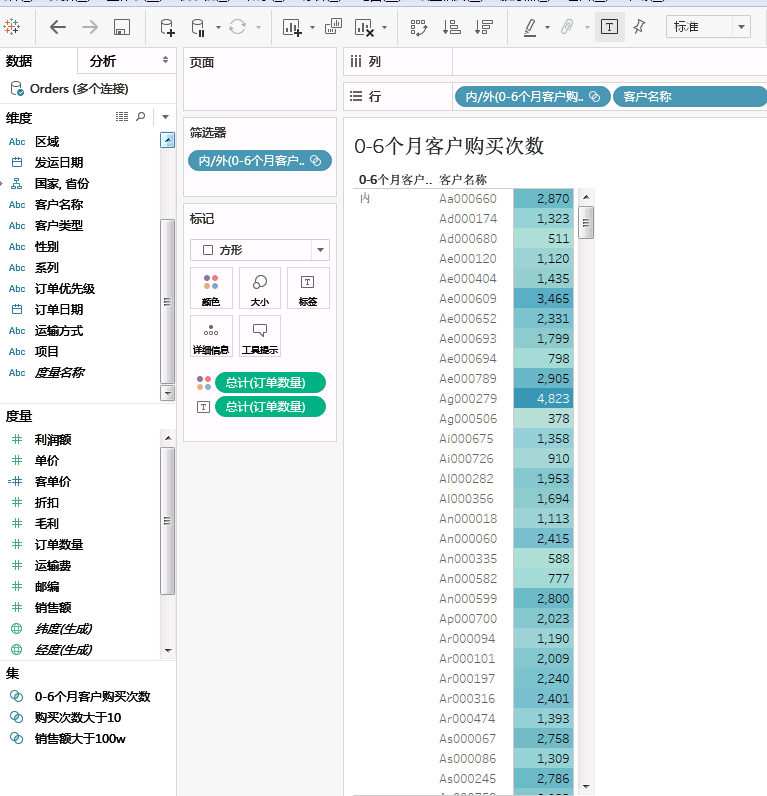 标准
数据
分析
页面
列
Orders (多个连接)
行
内/外(0-6个月客户购..
客户名称
维度
Abc 区域
发运日期
国家, 省份
Abc 客户名称
Abc 客户类型
Abc 性别
Abc 系列
Abc 订单优先级
订单日期
Abc 运输方式
Abc 项目
Abc 度量名称
度量
利润额
单价
客单价
折扣
毛利
订单数量
运输费
邮编
销售额
纬度(生成)
经度(生成)
集
0-6个月客户购买次数
购买次数大于10
销售额大于100w
筛选器
内/外(0-6个月客户..
标记
方形
颜色
大小
标签
详细信息
工具提示
总计(订单数量)
总计(订单数量)
0-6个月客户购买次数
0-6个月客户.. 客户名称
内 Aa000660 2,870
Ad000174 1,323
Ad000680 511
Ae000120 1,120
Ae000404 1,435
Ae000609 3,465
Ae000652 2,331
Ae000693 1,799
Ae000694 798
Ae000789 2,905
Ag000279 4,823
Ag000506 378
Ai000675 1,358
Ai000726 910
Al000282 1,953
Al000356 1,694
An000018 1,113
An000060 2,415
An000335 588
An000582 777
An000599 2,800
Ap000700 2,023
Ar000094 1,190
Ar000101 2,009
Ar000197 2,240
Ar000316 2,401
Ar000474 1,393
As000067 2,758
As000086 1,309
As000245 2,786